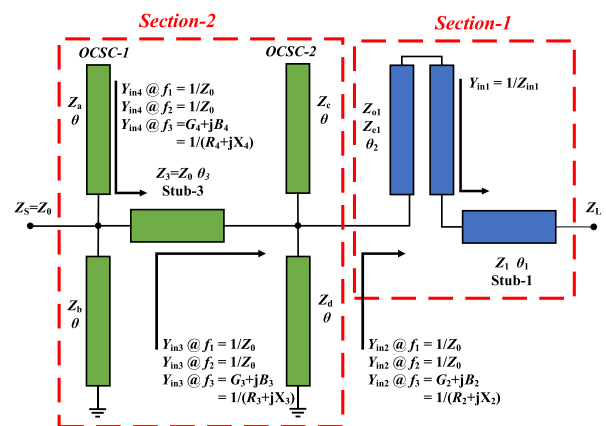 Section-2
Section-1
OCSC-1
OCSC-2
Za
θ
Yin4 @ f1 = 1/Z0
Yin4 @ f2 = 1/Z0
Yin4 @ f3 =G4+jB4
= 1/(R4+jX4)
Zc
θ
Zo1
Ze1
θ2
Yin1 = 1/Zin1
Z3=Z0 θ3
Stub-3
ZS=Z0
ZL
Z1 θ1
Stub-1
Zb
θ
Zd
θ
Yin3 @ f1 = 1/Z0
Yin3 @ f2 = 1/Z0
Yin3 @ f3 = G3+jB3
= 1/(R3+jX3)
Yin2 @ f1 = 1/Z0
Yin2 @ f2 = 1/Z0
Yin2 @ f3 = G2+jB2
= 1/(R2+jX2)